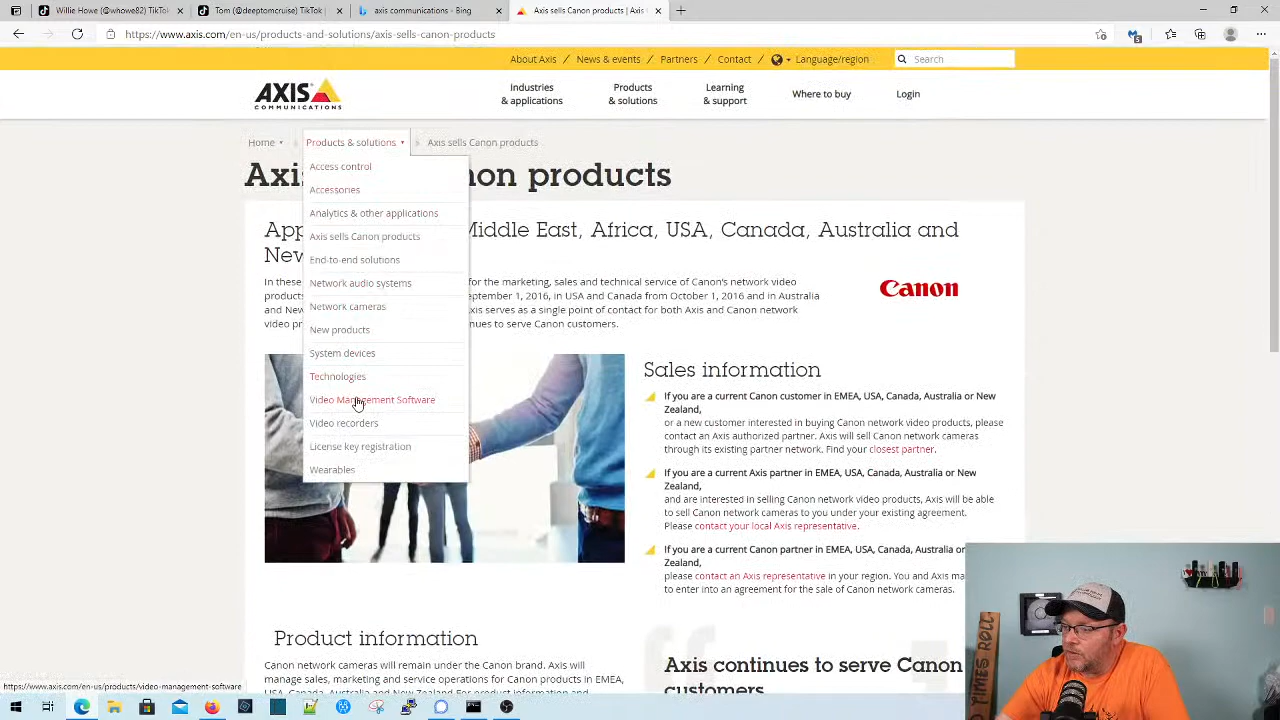 Willie Howe (@whowe82) TikTok
Tom (@deeptomcruise) TikTok
axis communications - Bing
Axis sells Canon products | Axis
https://www.axis.com/en-us/products-and-solutions/axis-sells-canon-products
About Axis / News & events / Partners / Contact / Language/region
Search
AXIS
COMMUNICATIONS
Industries
& applications
Products
& solutions
Learning
& support
Where to buy
Login
Home
Products & solutions
Axis sells Canon products
Axis
non products
Access control
Accessories
Analytics & other applications
Axis sells Canon products
End-to-end solutions
Network audio systems
Network cameras
New products
System devices
Technologies
Video Management Software
Video recorders
License key registration
Wearables
App
Middle East, Africa, USA, Canada, Australia and
New
In these
for the marketing, sales and technical service of Canon's network video
products
eptember 1, 2016, in USA and Canada from October 1, 2016 and in Australia
and New
xis serves as a single point of contact for both Axis and Canon network
video pr
nues to serve Canon customers.
Canon
Sales information
If you are a current Canon customer in EMEA, USA, Canada, Australia or New
Zealand,
or a new customer interested in buying Canon network video products, please
contact an Axis authorized partner. Axis will sell Canon network cameras
through its existing partner network. Find your closest partner.
If you are a current Axis partner in EMEA, USA, Canada, Australia or New
Zealand,
and are interested in selling Canon network video products, Axis will be able
to sell Canon network cameras to you under your existing agreement.
Please contact your local Axis representative.
If you are a current Canon partner in EMEA, USA, Canada, Australia or
Zealand,
please contact an Axis representative in your region. You and Axis ma
to enter into an agreement for the sale of Canon network cameras.
Product information
Canon network cameras will remain under the Canon brand. Axis will
manage sales, marketing and service operations for Canon products in EMEA,
Axis continues to serve Canon
customers
https://www.axis.com/en-us/products/video-management-software
TIMES ROLL